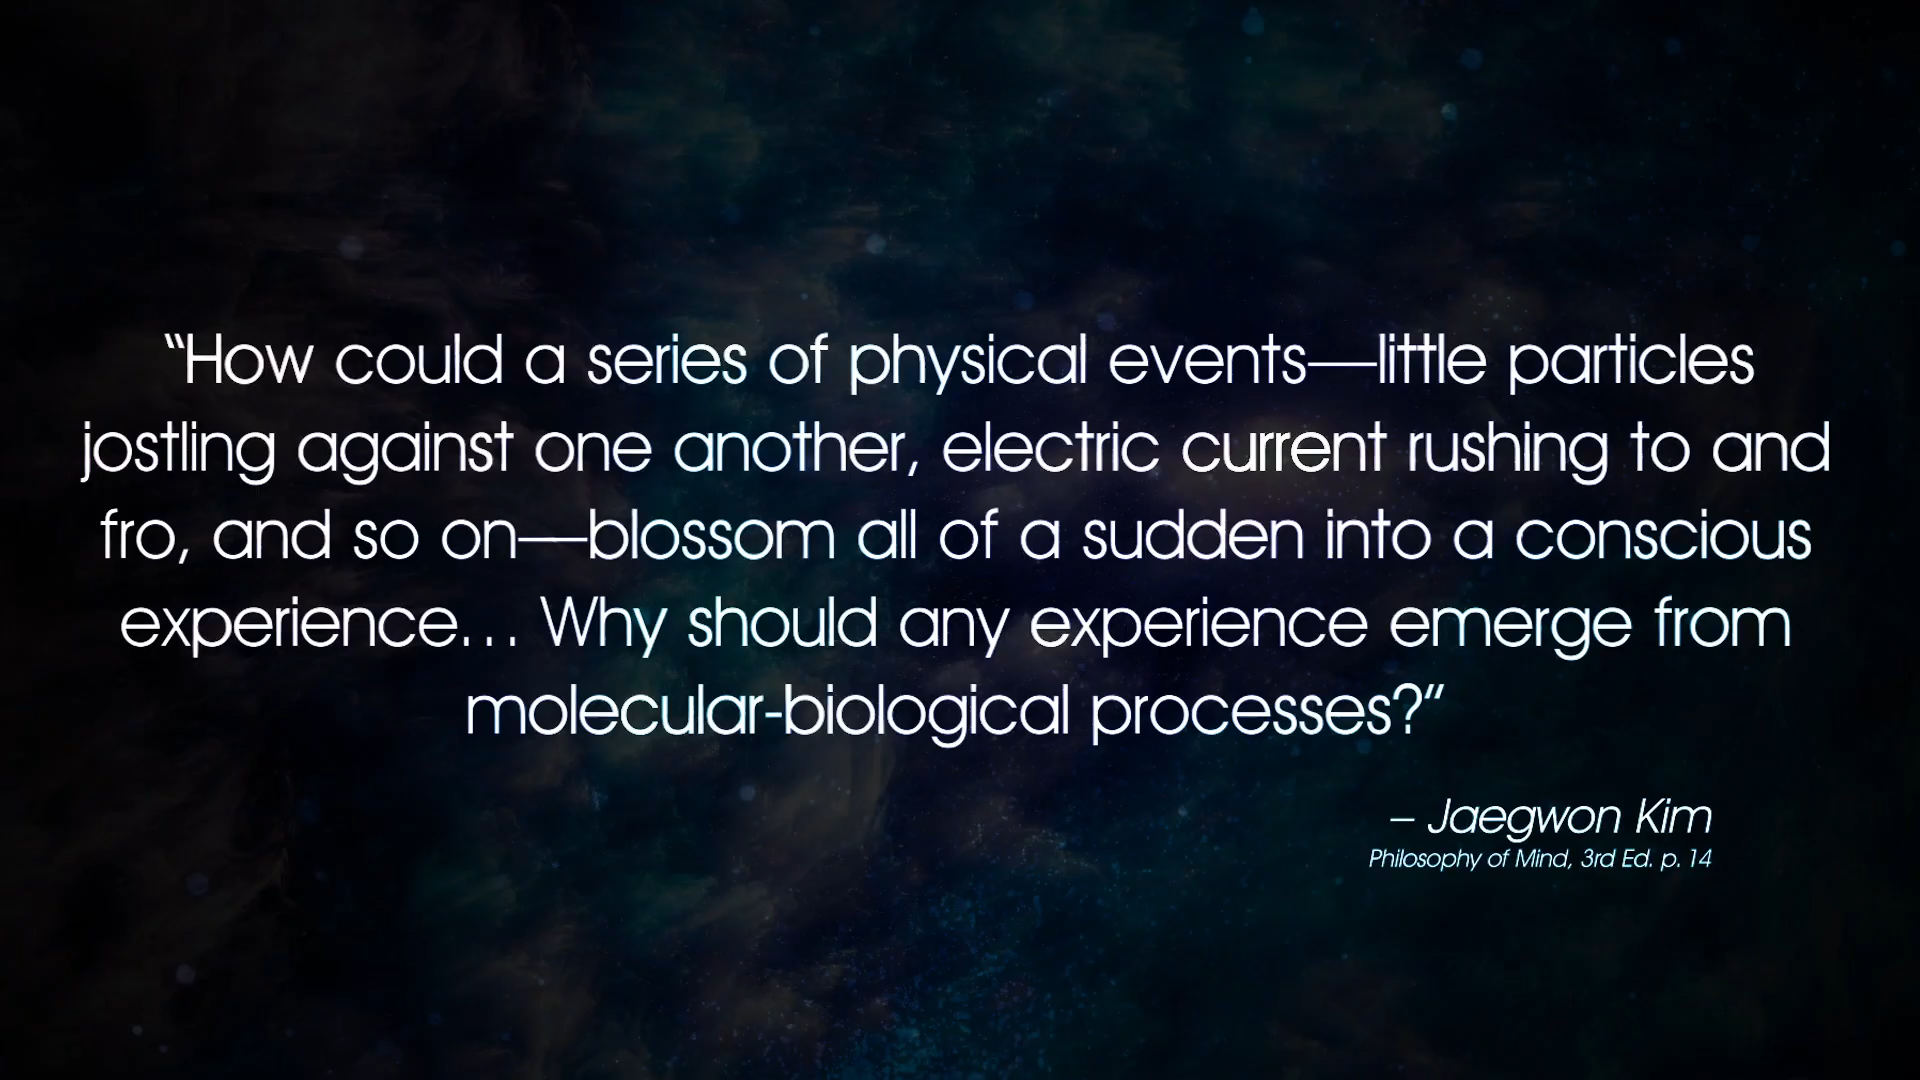 “How could a series of physical events—little particles
jostling against one another, electric current rushing to and
fro, and so on—blossom all of a sudden into a conscious
experience… Why should any experience emerge from
molecular-biological processes?”
– Jaegwon Kim
Philosophy of Mind, 3rd Ed. p. 14